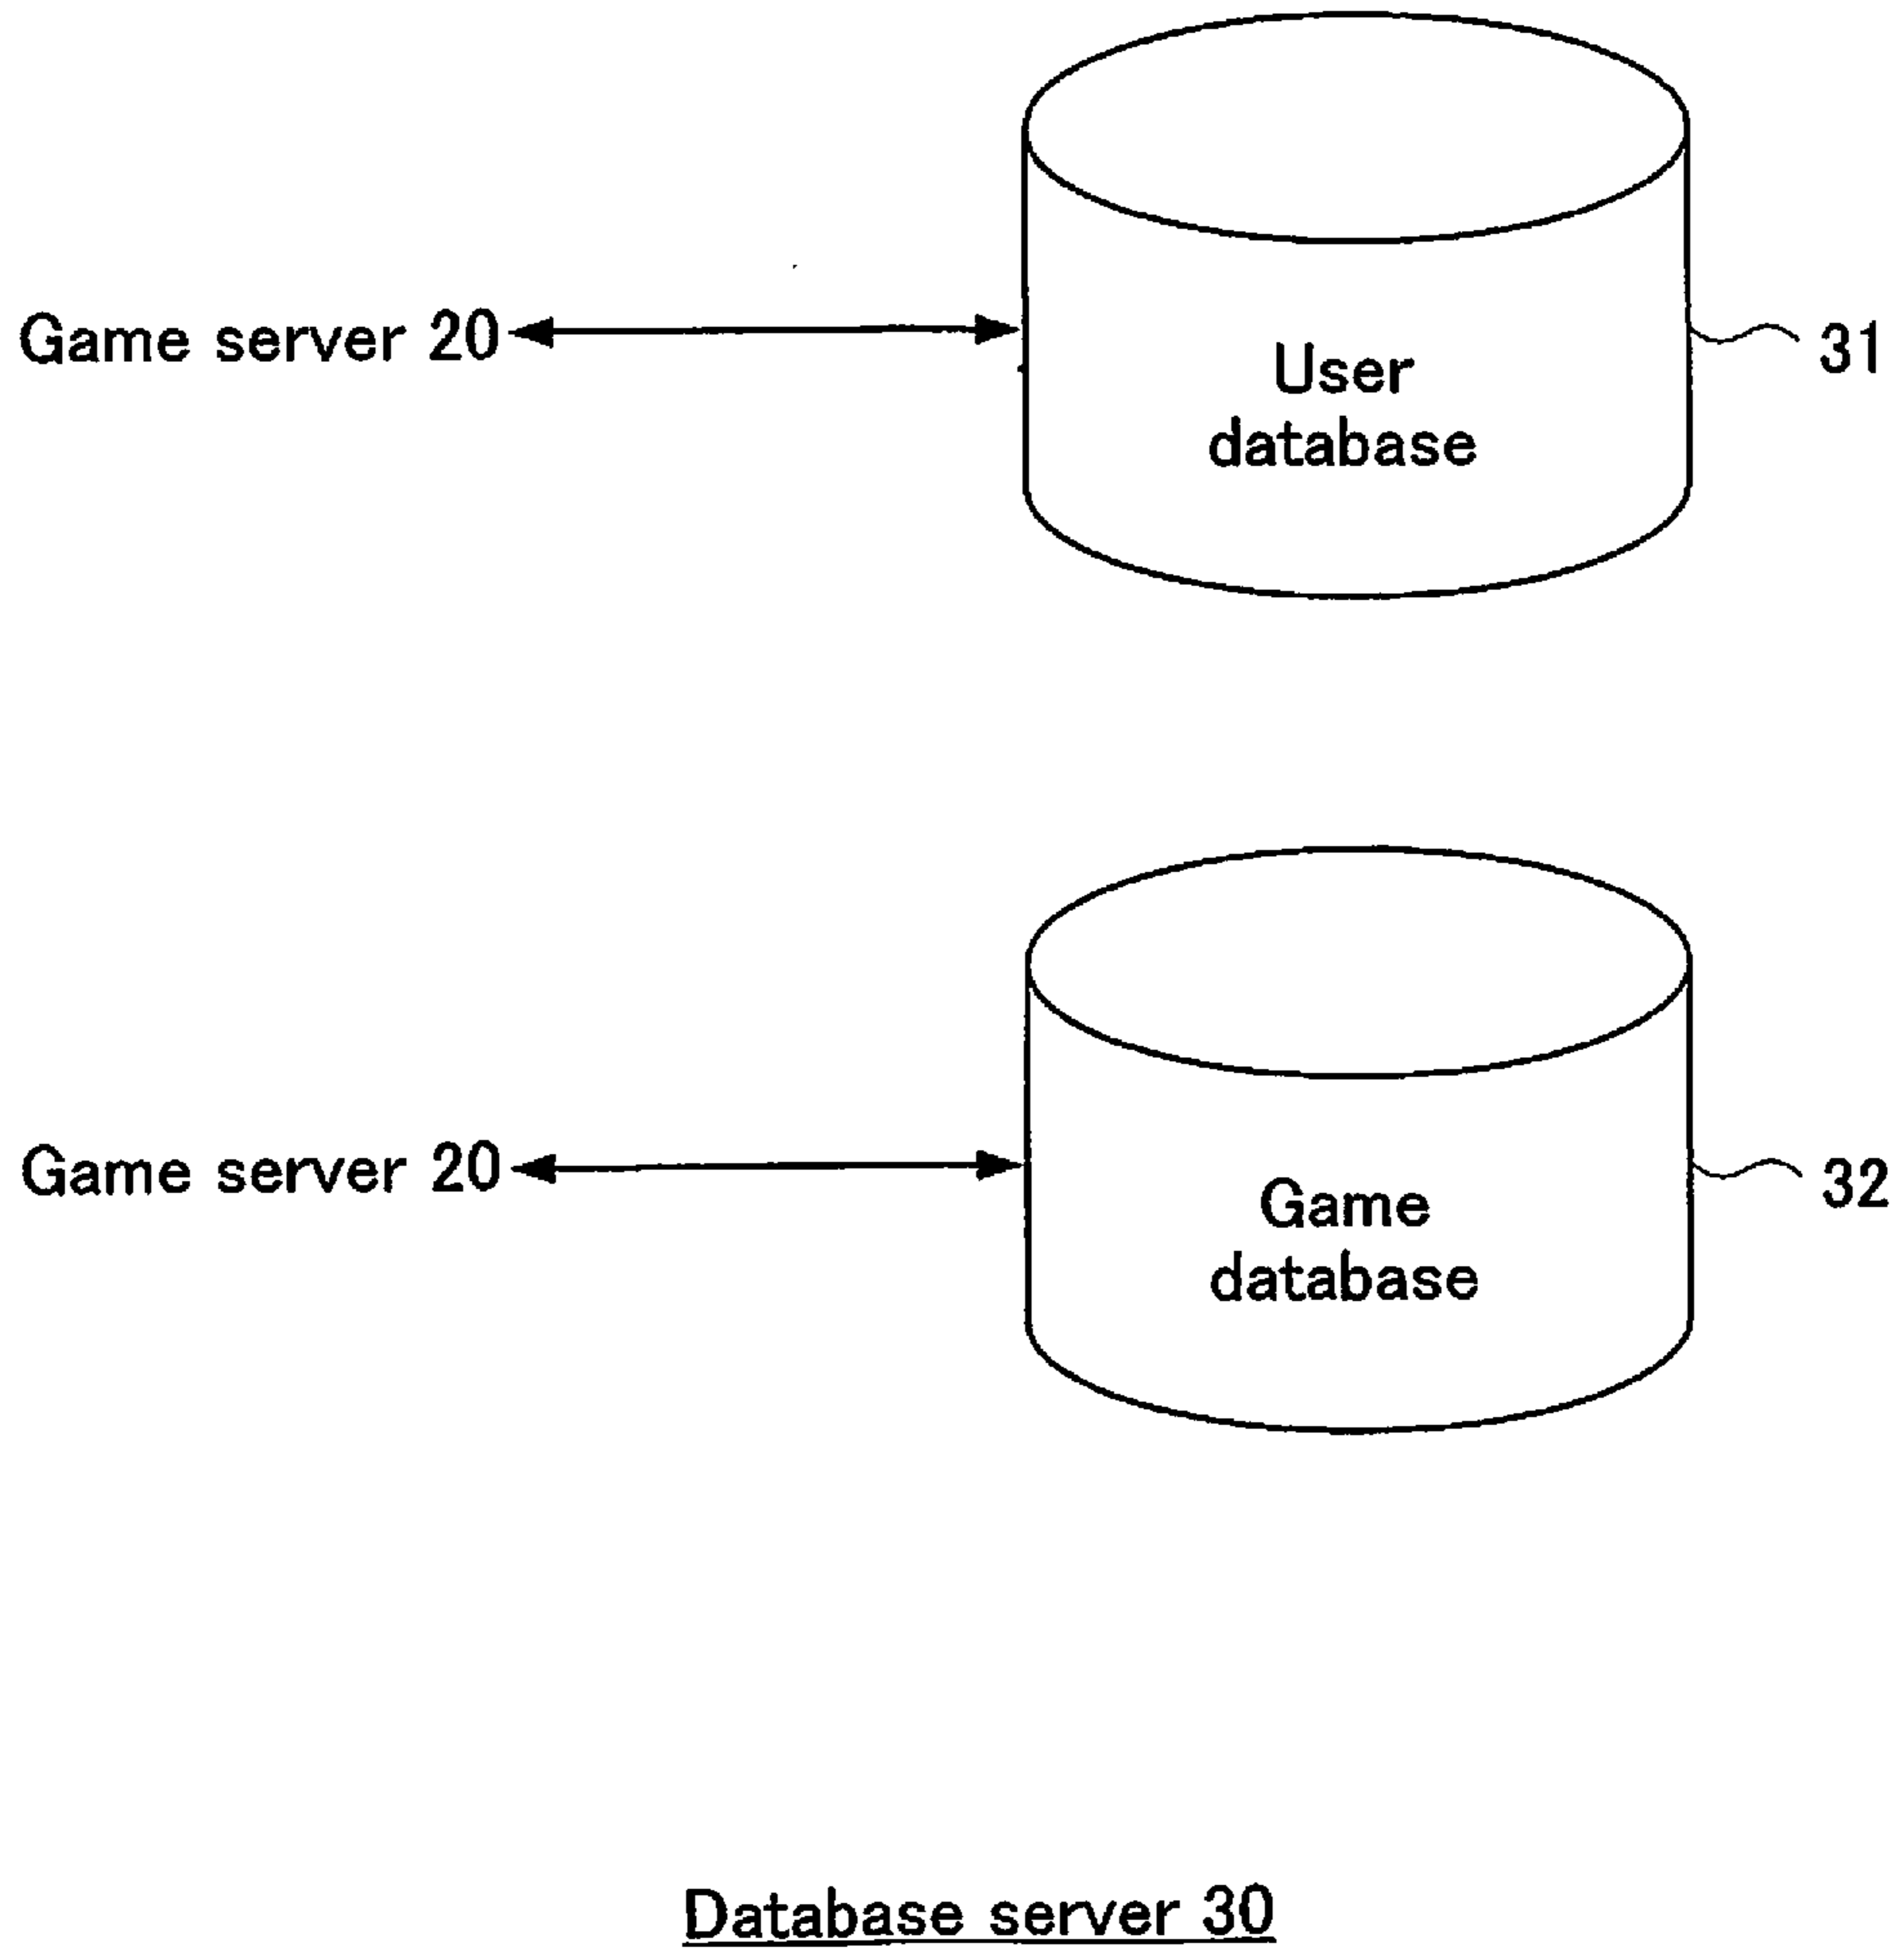 Game server 20
User
database
31
Game server 20
Game
database
32
Database server 30